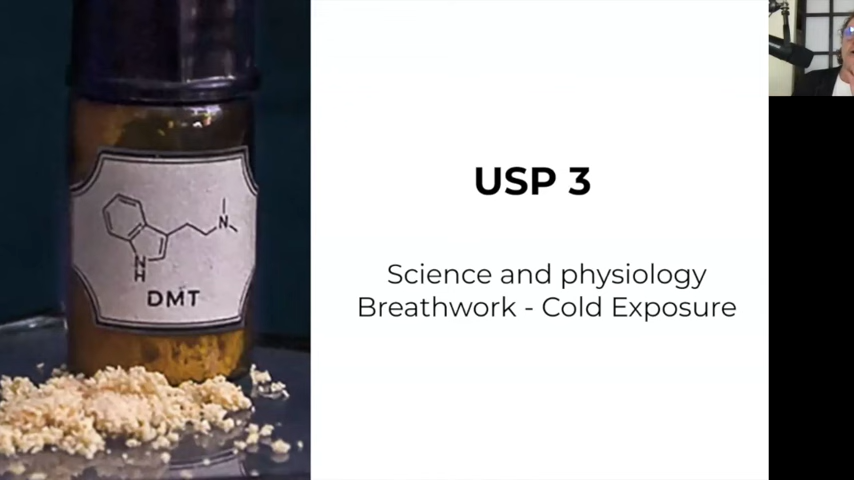 N
N
H
DMT
USP 3
Science and physiology
Breathwork - Cold Exposure